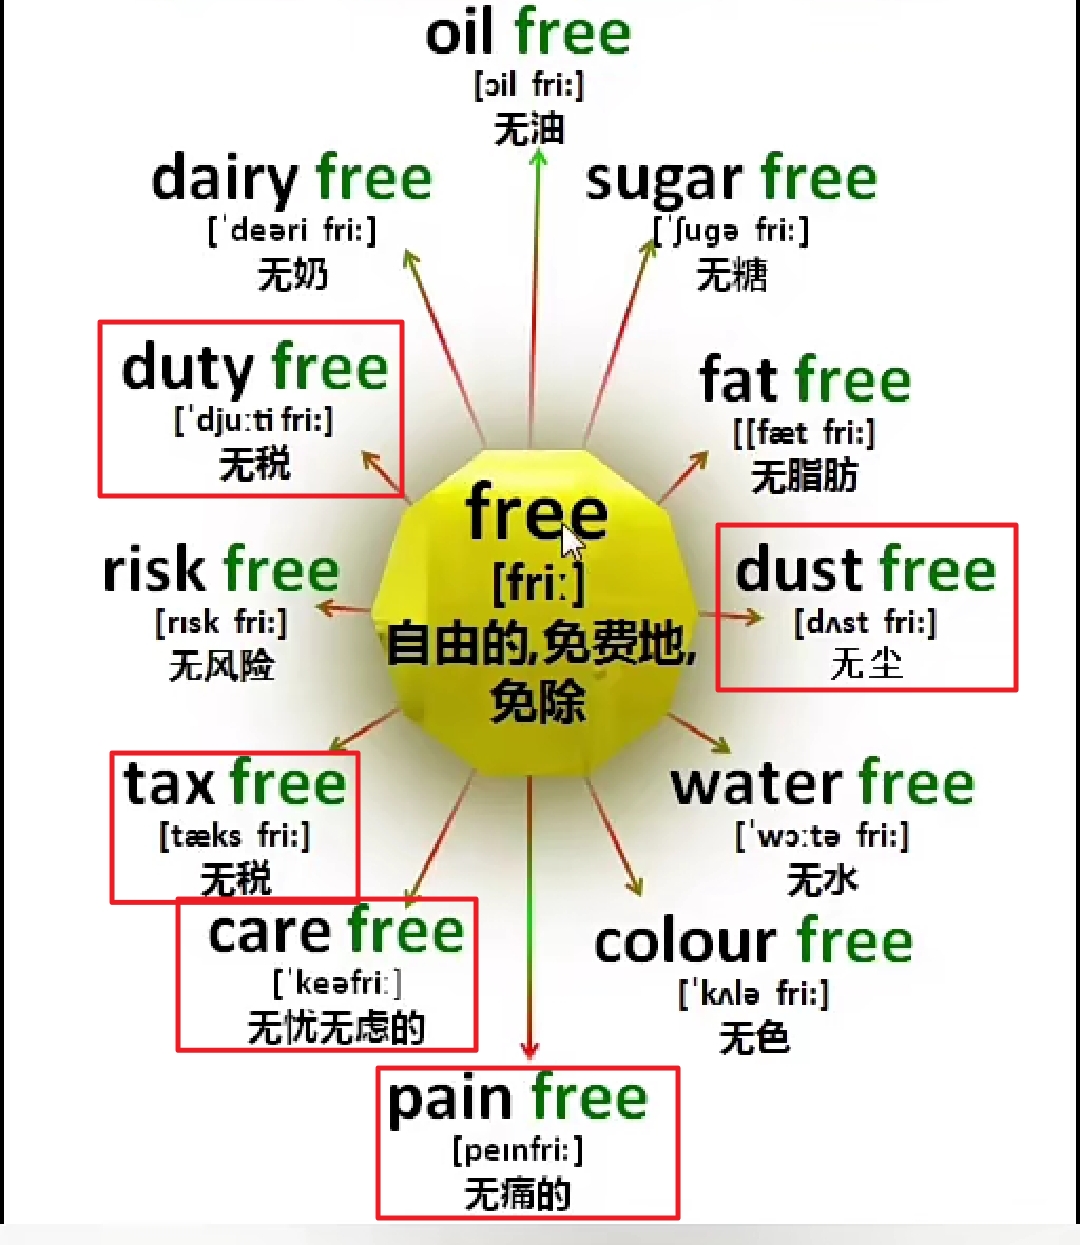 oil free
[ɔil fri:]
无油
dairy free
[ˈdeəri fri:]
无奶
sugar free
[ˈʃugə fri:]
无糖
duty free
[ˈdju:ti fri:]
无税
fat free
[[fæt fri:]
无脂肪
free
[fri:]
自由的,免费地,
免除
risk free
[rɪsk fri:]
无风险
dust free
[dʌst fri:]
无尘
tax free
[tæks fri:]
无税
water free
[ˈwɔ:tə fri:]
无水
care free
[ˈkeəfri:]
无忧无虑的
colour free
[ˈkʌlə fri:]
无色
pain free
[peɪnfri:]
无痛的